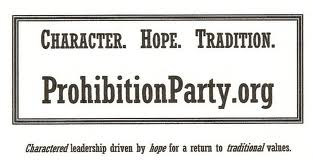 CHARACTER. HOPE. TRADITION.
ProhibitionParty.org
Charactered leadership driven by hope for a return to traditional values.